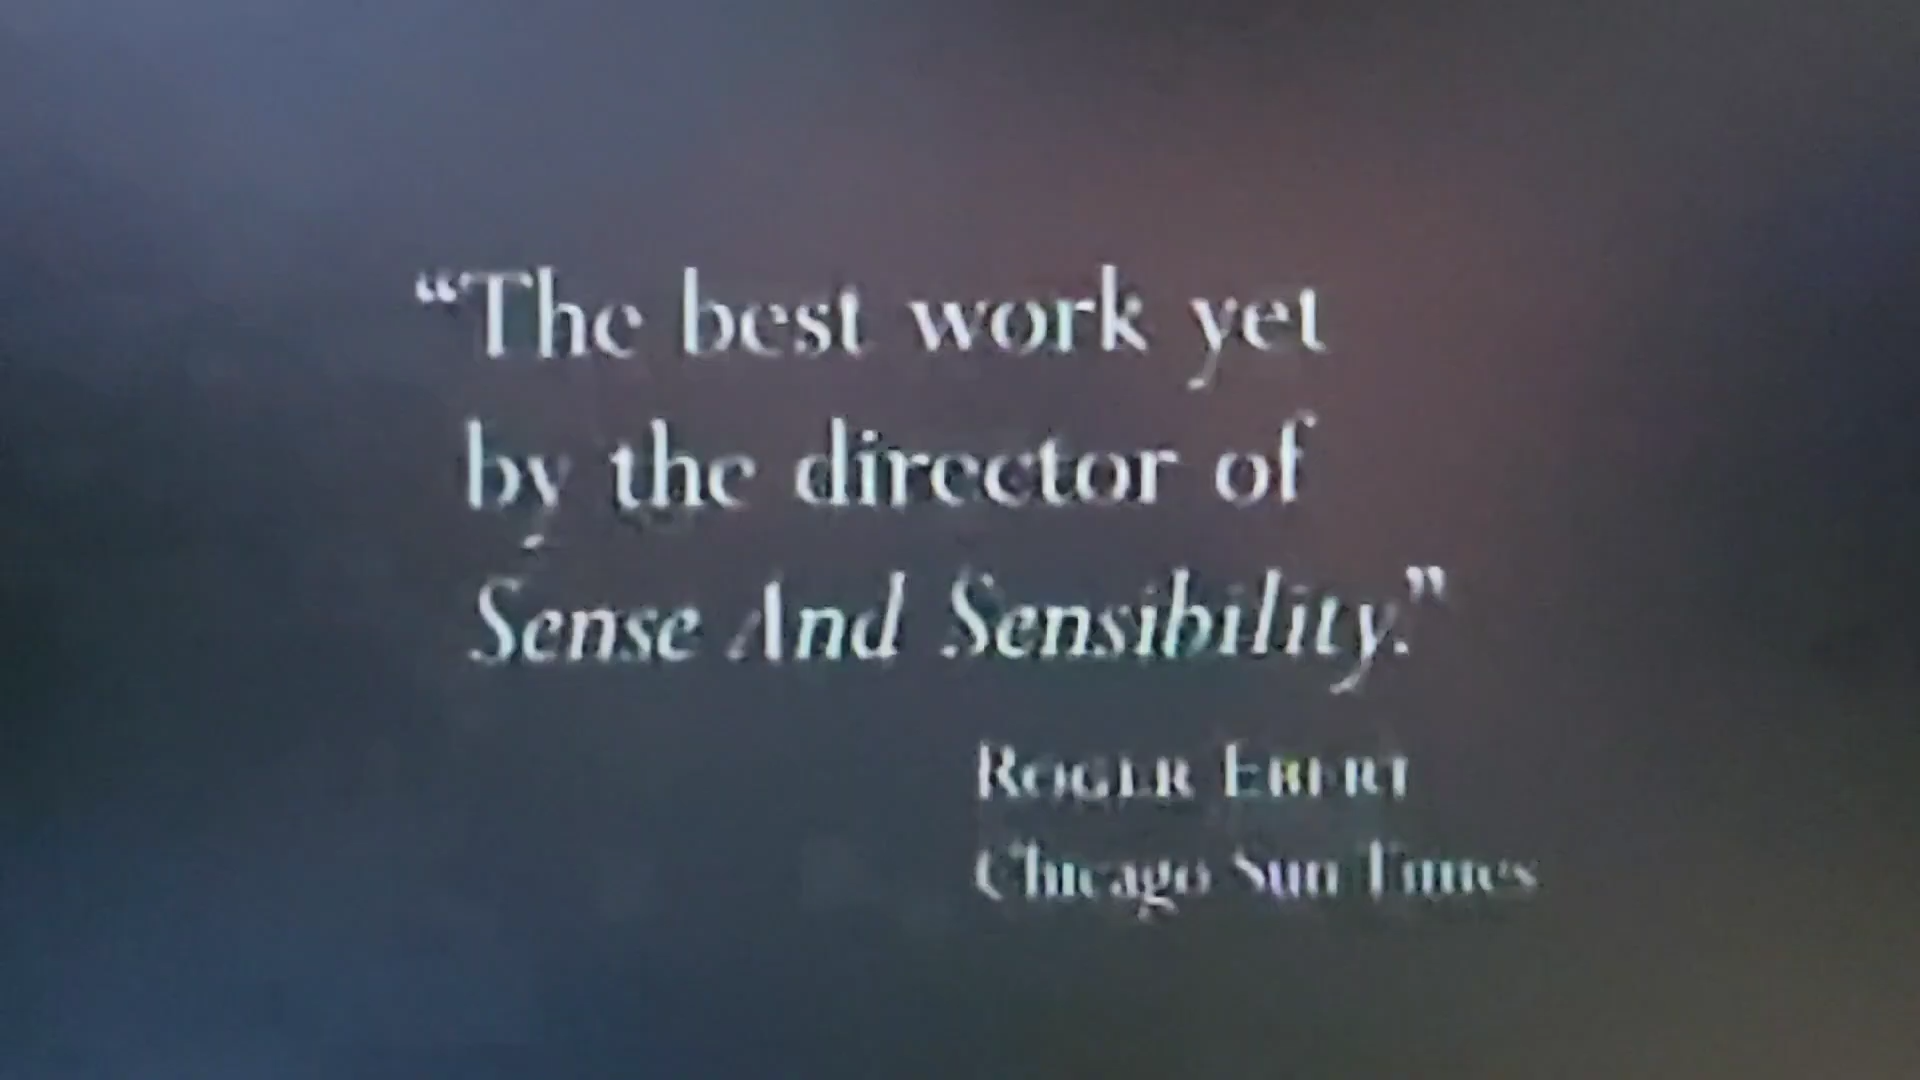 “The best work yet
by the director of
Sense And Sensibility.”
ROGER EBERT
Chicago Sun Times